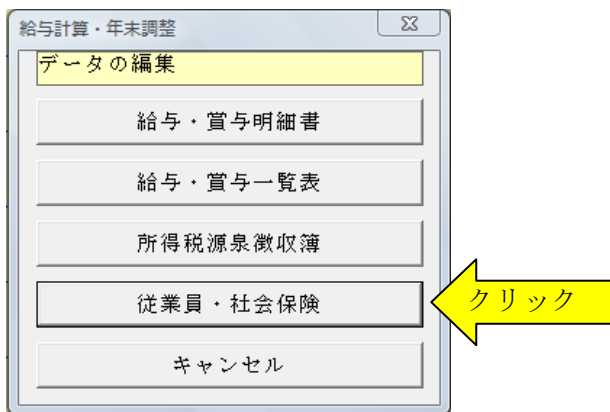 給与計算・年末調整
データの編集
給与・賞与明細書
給与・賞与一覧表
所得税源泉徴収簿
従業員・社会保険
クリック
キャンセル